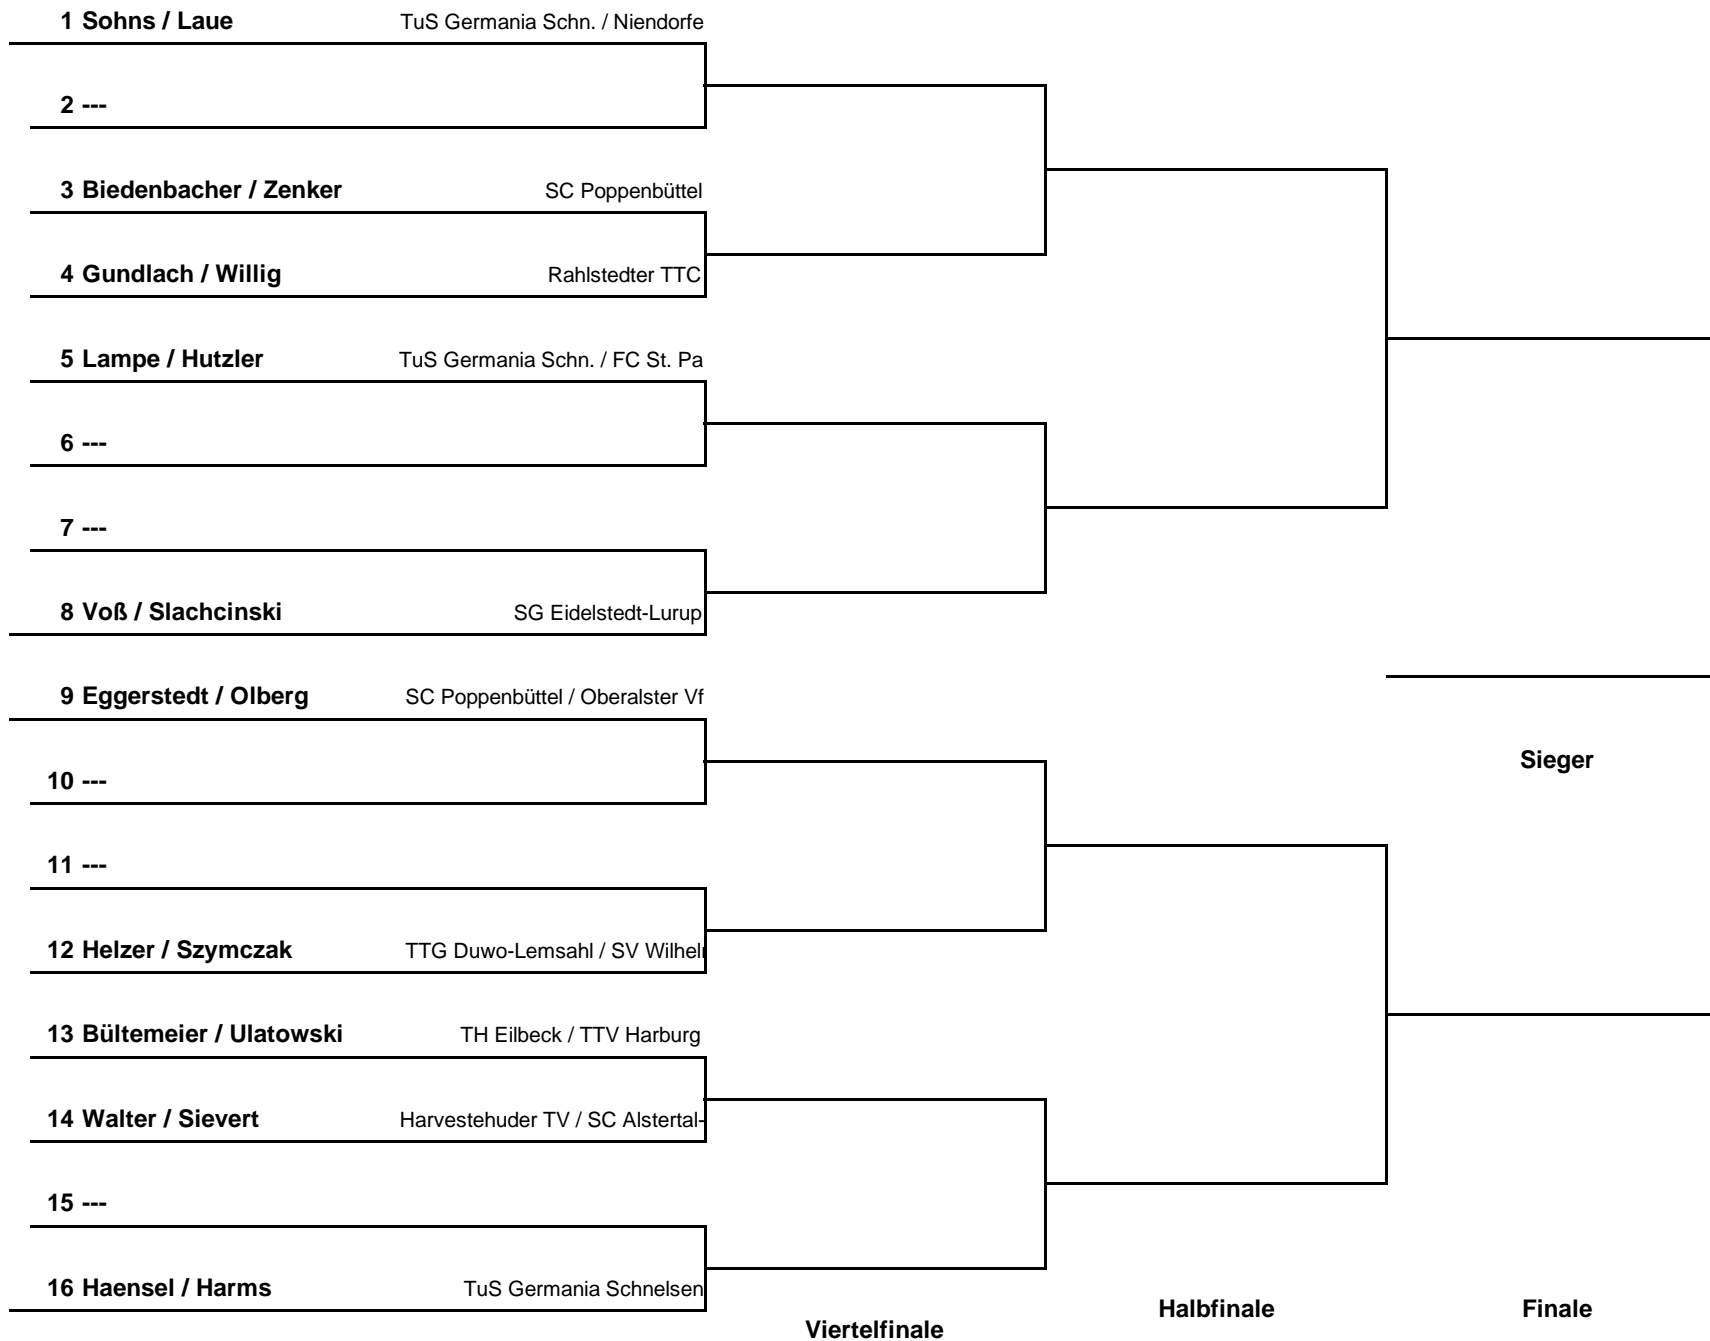 1 Sohns / Laue TuS Germania Schn. / Niendorfe
2 ---
3 Biedenbacher / Zenker SC Poppenbüttel
4 Gundlach / Willig Rahlstedter TTC
5 Lampe / Hutzler TuS Germania Schn. / FC St. Pa
6 ---
7 ---
8 Voß / Slachcinski SG Eidelstedt-Lurup
9 Eggerstedt / Olberg SC Poppenbüttel / Oberalster Vf
Sieger
10 ---
11 ---
12 Helzer / Szymczak TTG Duwo-Lemsahl / SV Wilhel
13 Bültemeier / Ulatowski TH Eilbeck / TTV Harburg
14 Walter / Sievert Harvestehuder TV / SC Alstertal-
15 ---
16 Haensel / Harms TuS Germania Schnelsen
Viertelfinale Halbfinale Finale